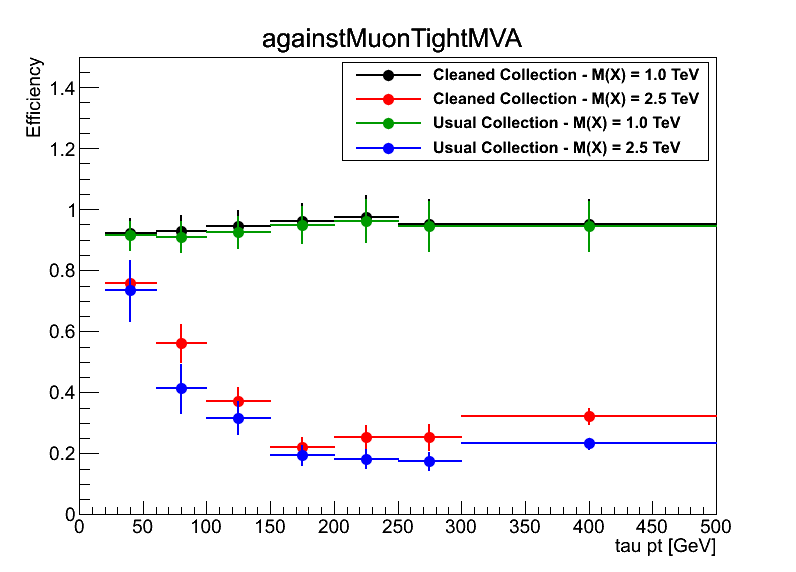 againstMuonTightMVA
Efficiency
Cleaned Collection - M(X) = 1.0 TeV
Cleaned Collection - M(X) = 2.5 TeV
Usual Collection - M(X) = 1.0 TeV
Usual Collection - M(X) = 2.5 TeV
1.4
1.2
1
0.8
0.6
0.4
0.2
0
0 50 100 150 200 250 300 350 400 450 500
tau pt [GeV]